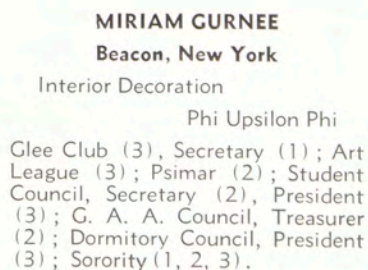 MIRIAM GURNEE
Beacon, New York
Interior Decoration
Phi Upsilon Phi
Glee Club (3), Secretary (1); Art
League (3); Psimar (2); Student
Council, Secretary (2), President
(3); G. A. A. Council, Treasurer
(2); Dormitory Council, President
(3); Sorority (1, 2, 3).